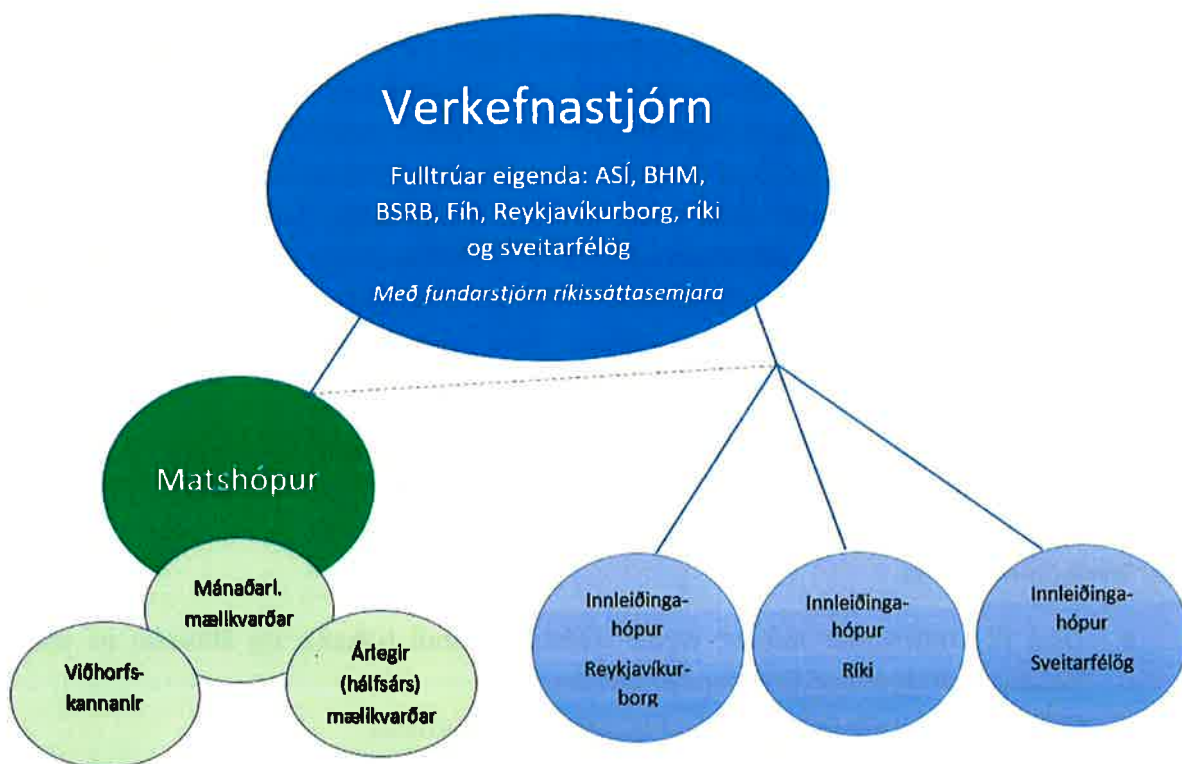 Verkefnastjórn
Fulltrúar eigenda: ASÍ, BHM,
BSRB, Fíh, Reykjavíkurborg, ríki
og sveitarfélög
Með fundarstjórn ríkissáttasemjara
Matshópur
Mánaðarl.
mælikvarðar
Viðhorfs-
kannanir
Árlegir
(hálfsárs)
mælikvarðar
Innleiðinga-
hópur
Reykjavíkur-
borg
Innleiðinga-
hópur
Ríki
Innleiðinga-
hópur
Sveitarfélög